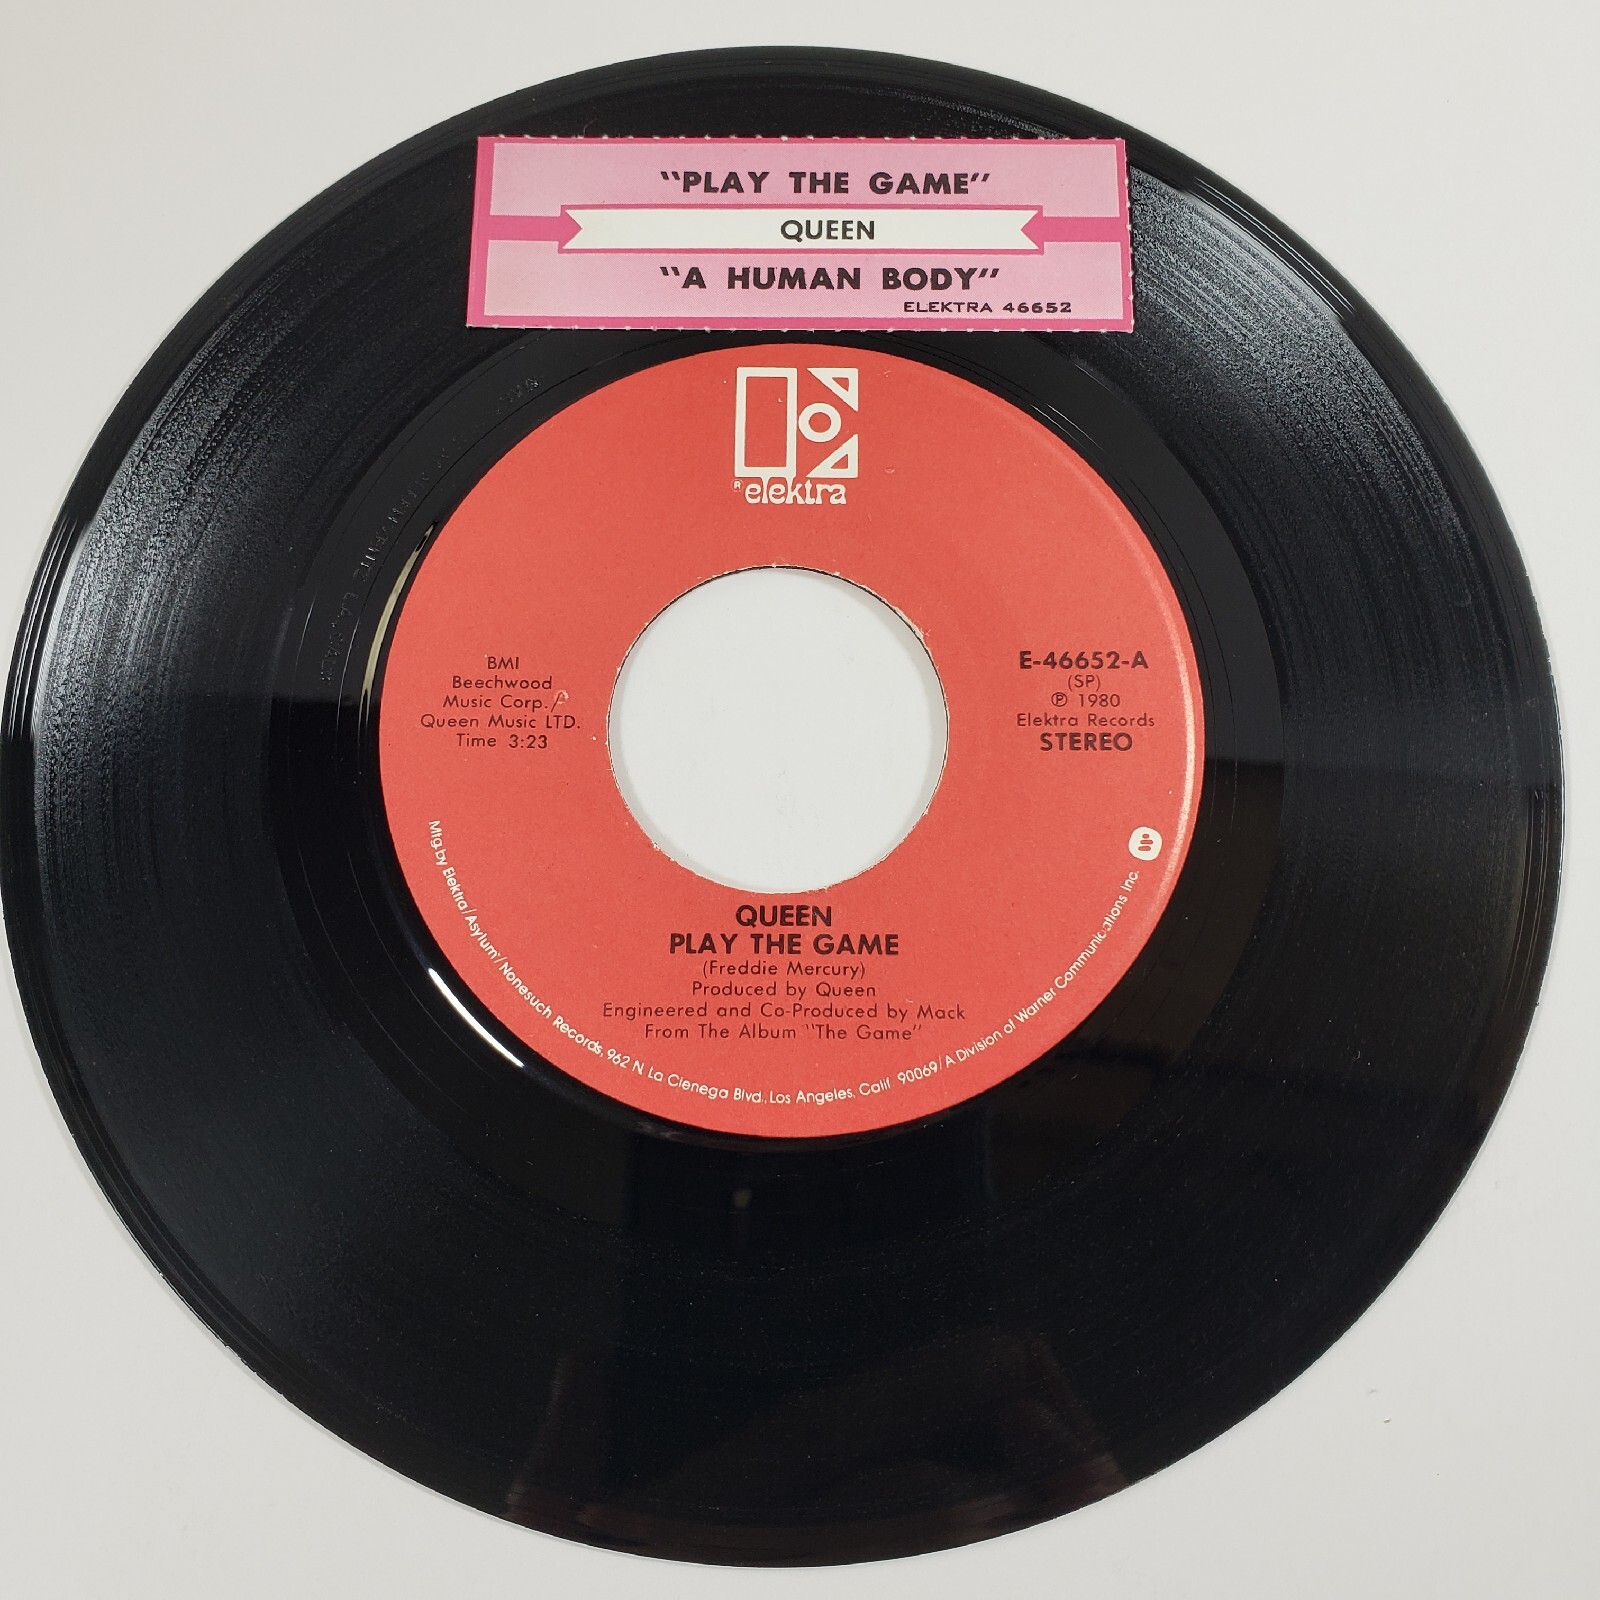 "PLAY THE GAME"
QUEEN
"A HUMAN BODY"
ELEKTRA 46652
® elektra
BMI
Beechwood
Music Corp./
Queen Music LTD.
Time 3:23
E-46652-A
(SP)
℗ 1980
Elektra Records
STEREO
QUEEN
PLAY THE GAME
(Freddie Mercury)
Produced by Queen
Engineered and Co-Produced by Mack
From The Album "The Game"
Mfg. by Elektra/Asylum/Nonesuch Records, 962 N. La Cienega Blvd., Los Angeles, Calif. 90069/A Division of Warner Communications Inc.